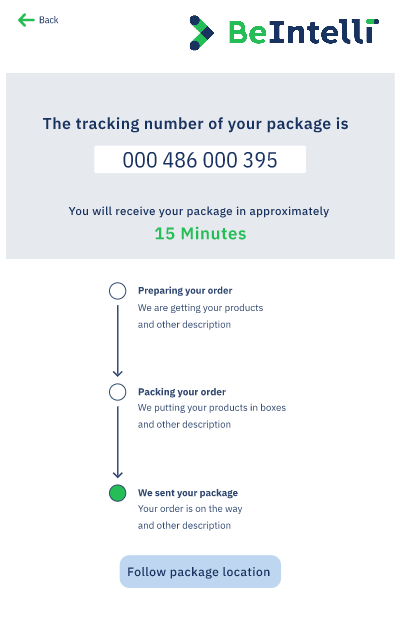 Back
BeIntelli
The tracking number of your package is
000 486 000 395
You will receive your package in approximately
15 Minutes
Preparing your order
We are getting your products
and other description
Packing your order
We putting your products in boxes
and other description
We sent your package
Your order is on the way
and other description
Follow package location